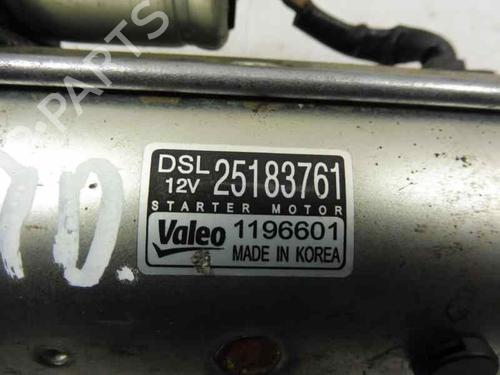 DSL
12V 25183761
STARTER MOTOR
Valeo 1196601
MADE IN KOREA